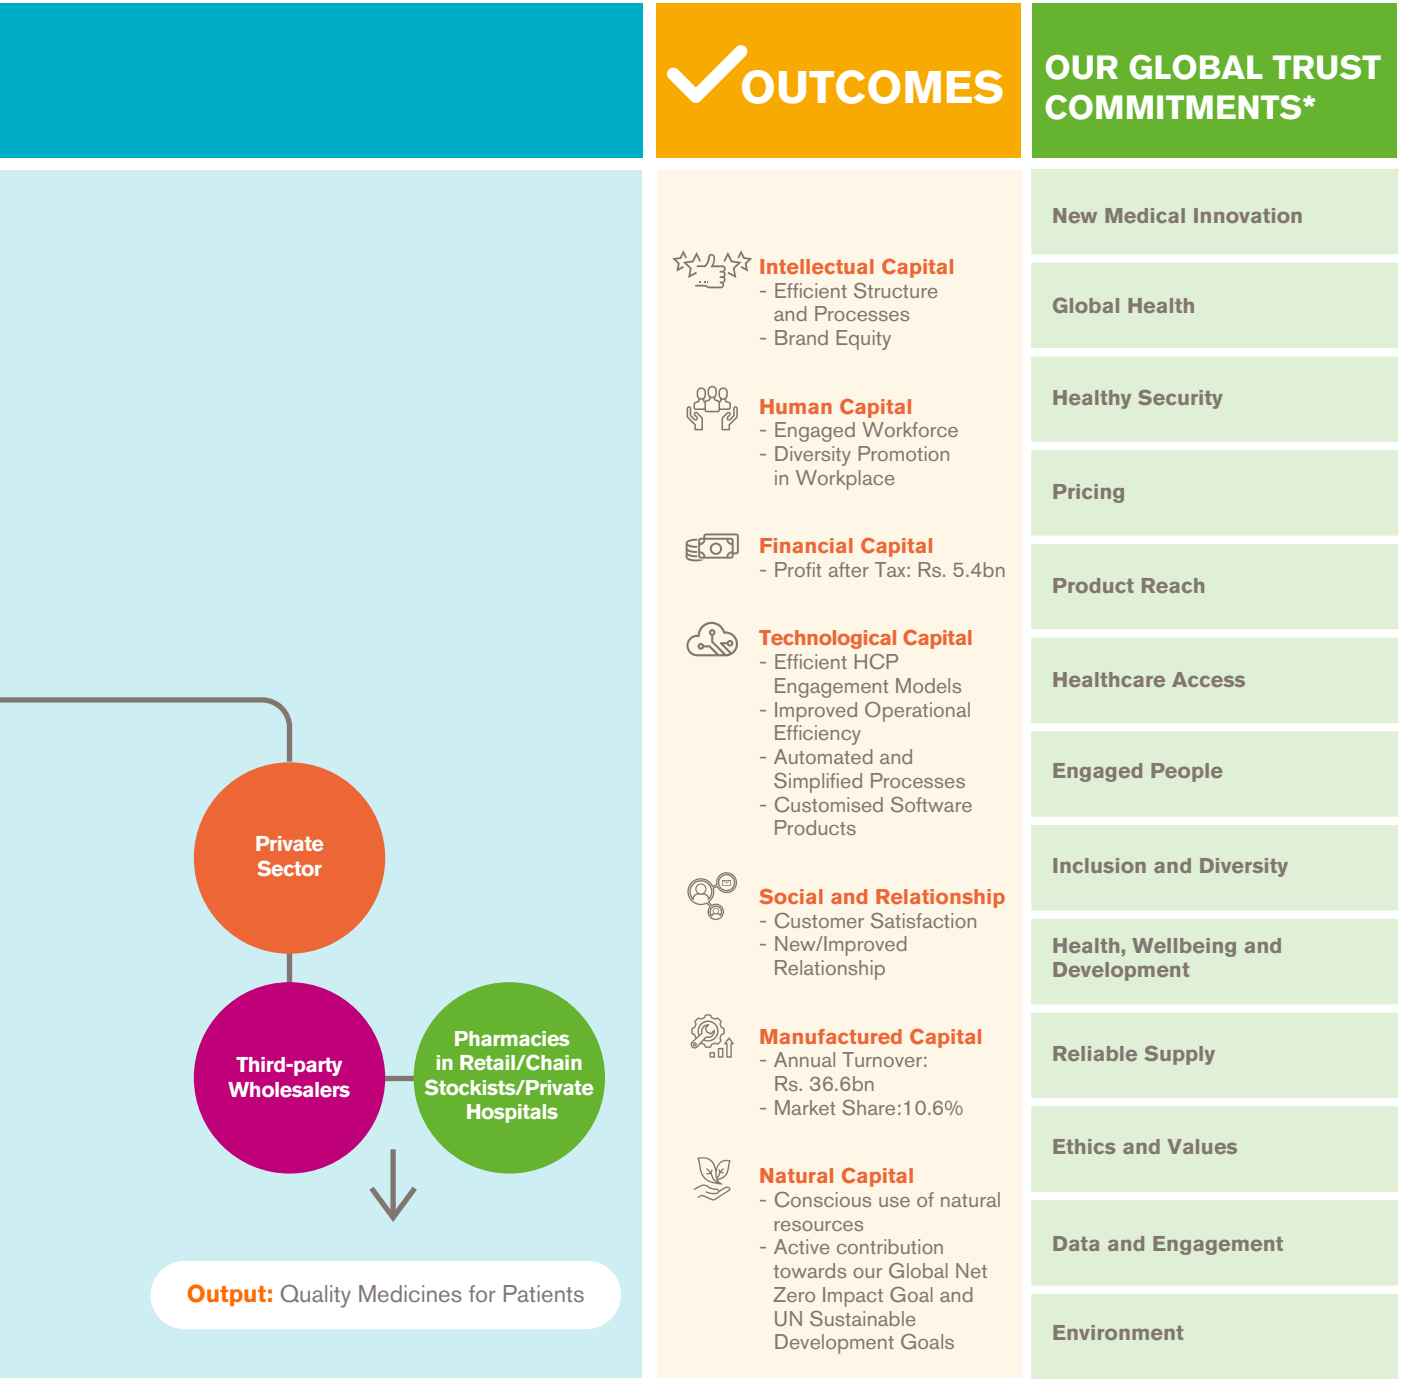 Private
Sector
Third-party
Wholesalers
Pharmacies
in Retail/Chain
Stockists/Private
Hospitals
Output: Quality Medicines for Patients
OUTCOMES
Intellectual Capital
- Efficient Structure
and Processes
- Brand Equity
Human Capital
- Engaged Workforce
- Diversity Promotion
in Workplace
Financial Capital
- Profit after Tax: Rs. 5.4bn
Technological Capital
- Efficient HCP
Engagement Models
- Improved Operational
Efficiency
- Automated and
Simplified Processes
- Customised Software
Products
Social and Relationship
- Customer Satisfaction
- New/Improved
Relationship
Manufactured Capital
- Annual Turnover:
Rs. 36.6bn
- Market Share:10.6%
Natural Capital
- Conscious use of natural
resources
- Active contribution
towards our Global Net
Zero Impact Goal and
UN Sustainable
Development Goals
OUR GLOBAL TRUST
COMMITMENTS*
New Medical Innovation
Global Health
Healthy Security
Pricing
Product Reach
Healthcare Access
Engaged People
Inclusion and Diversity
Health, Wellbeing and
Development
Reliable Supply
Ethics and Values
Data and Engagement
Environment